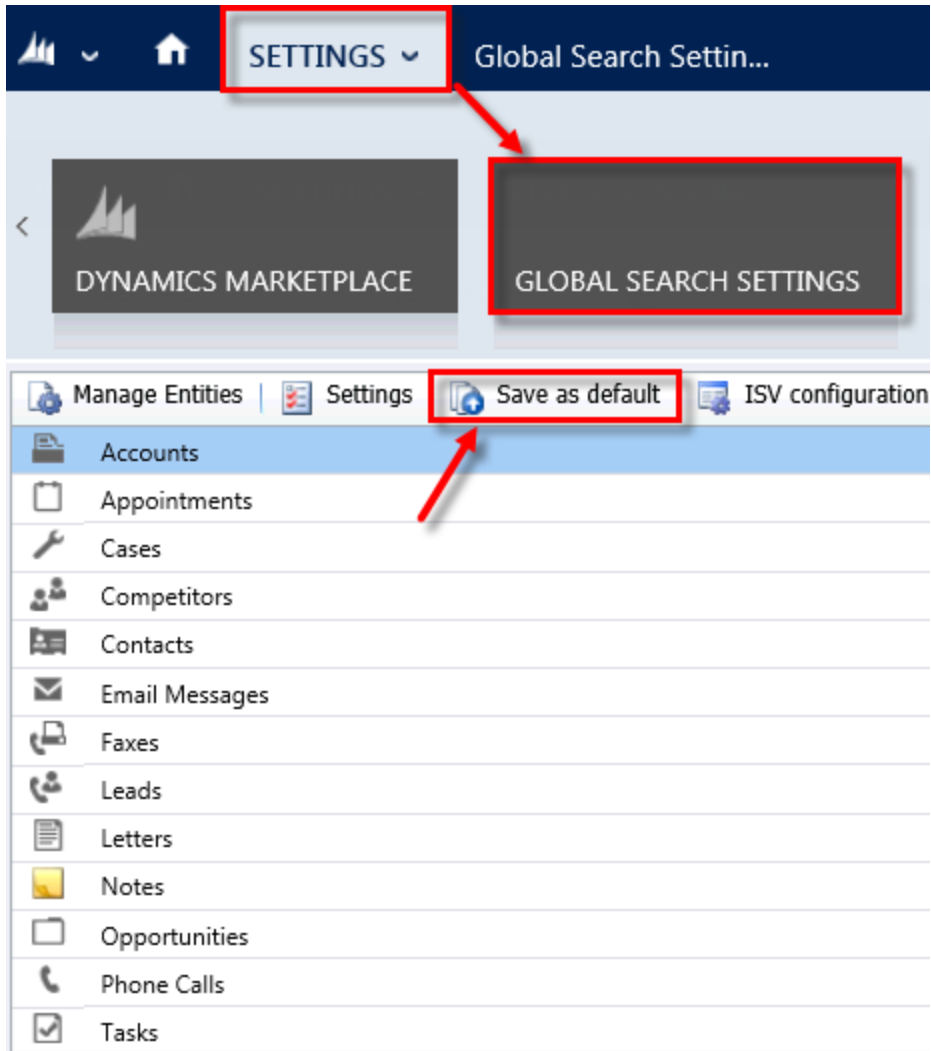 SETTINGS Global Search Settin...
DYNAMICS MARKETPLACE GLOBAL SEARCH SETTINGS
Manage Entities | Settings Save as default ISV configuration
Accounts
Appointments
Cases
Competitors
Contacts
Email Messages
Faxes
Leads
Letters
Notes
Opportunities
Phone Calls
Tasks